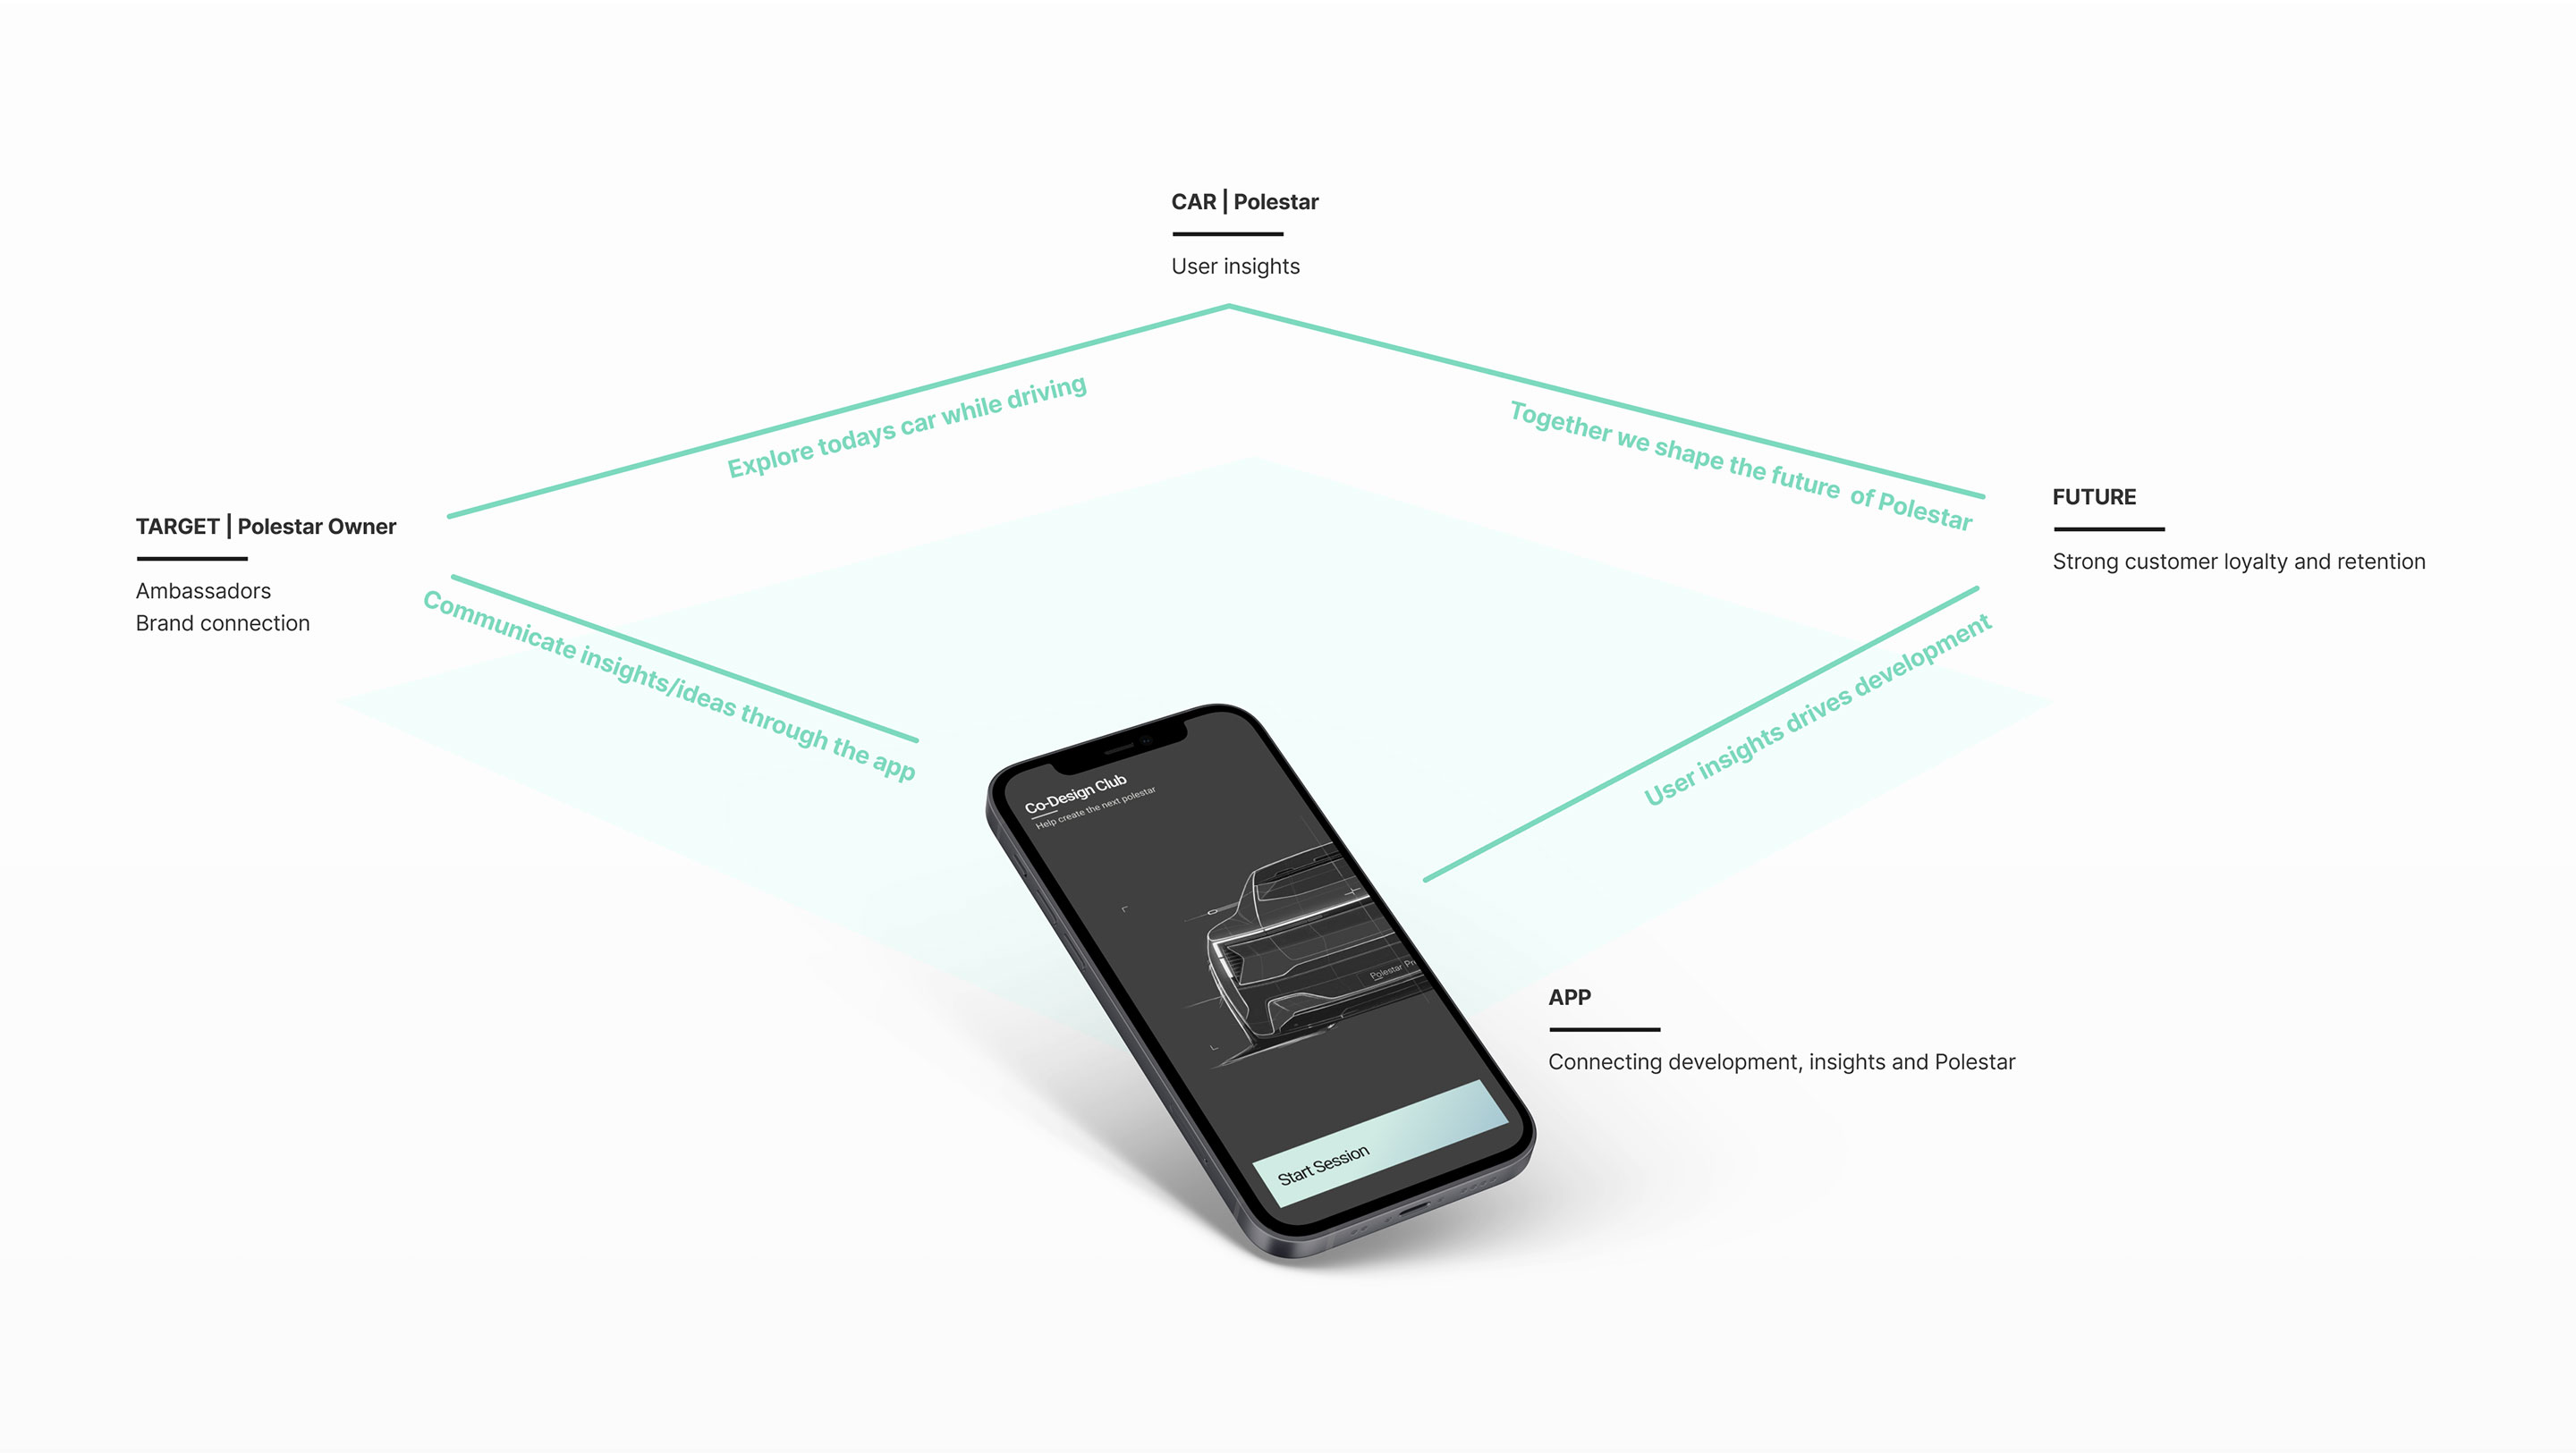 CAR | Polestar
User insights
Explore todays car while driving
Together we shape the future of Polestar
TARGET | Polestar Owner
Ambassadors
Brand connection
FUTURE
Strong customer loyalty and retention
Communicate insights/ideas through the app
User insights drives development
Co-Design Club
Help create the next polestar
Polestar
Start Session
APP
Connecting development, insights and Polestar